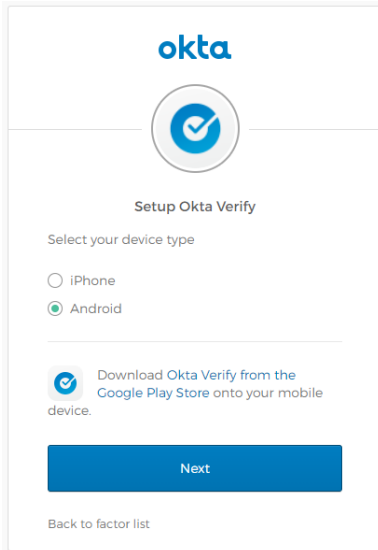 okta
Setup Okta Verify
Select your device type
iPhone
Android
Download Okta Verify from the
Google Play Store onto your mobile
device.
Next
Back to factor list